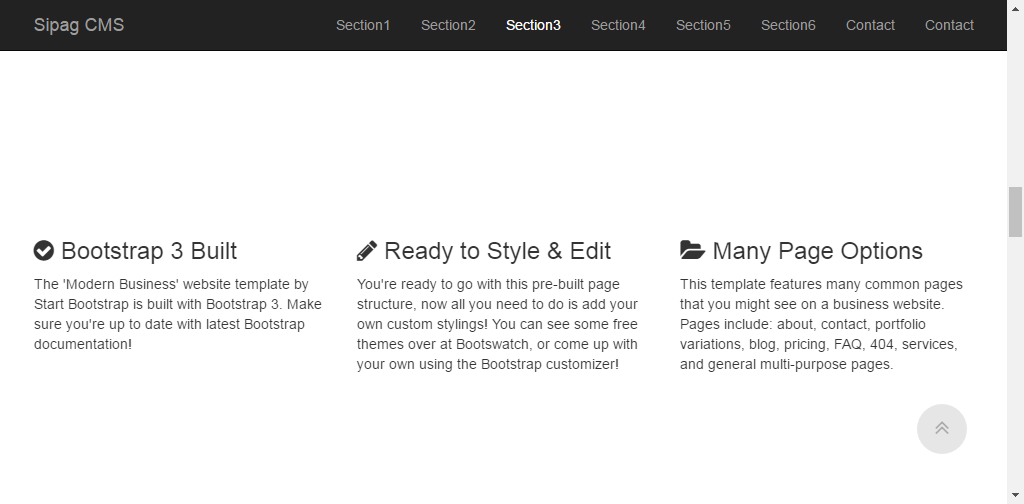 Sipag CMS Section1 Section2 Section3 Section4 Section5 Section6 Contact Contact
Bootstrap 3 Built
The 'Modern Business' website template by
Start Bootstrap is built with Bootstrap 3. Make
sure you're up to date with latest Bootstrap
documentation!
Ready to Style & Edit
You're ready to go with this pre-built page
structure, now all you need to do is add your
own custom stylings! You can see some free
themes over at Bootswatch, or come up with
your own using the Bootstrap customizer!
Many Page Options
This template features many common pages
that you might see on a business website.
Pages include: about, contact, portfolio
variations, blog, pricing, FAQ, 404, services,
and general multi-purpose pages.